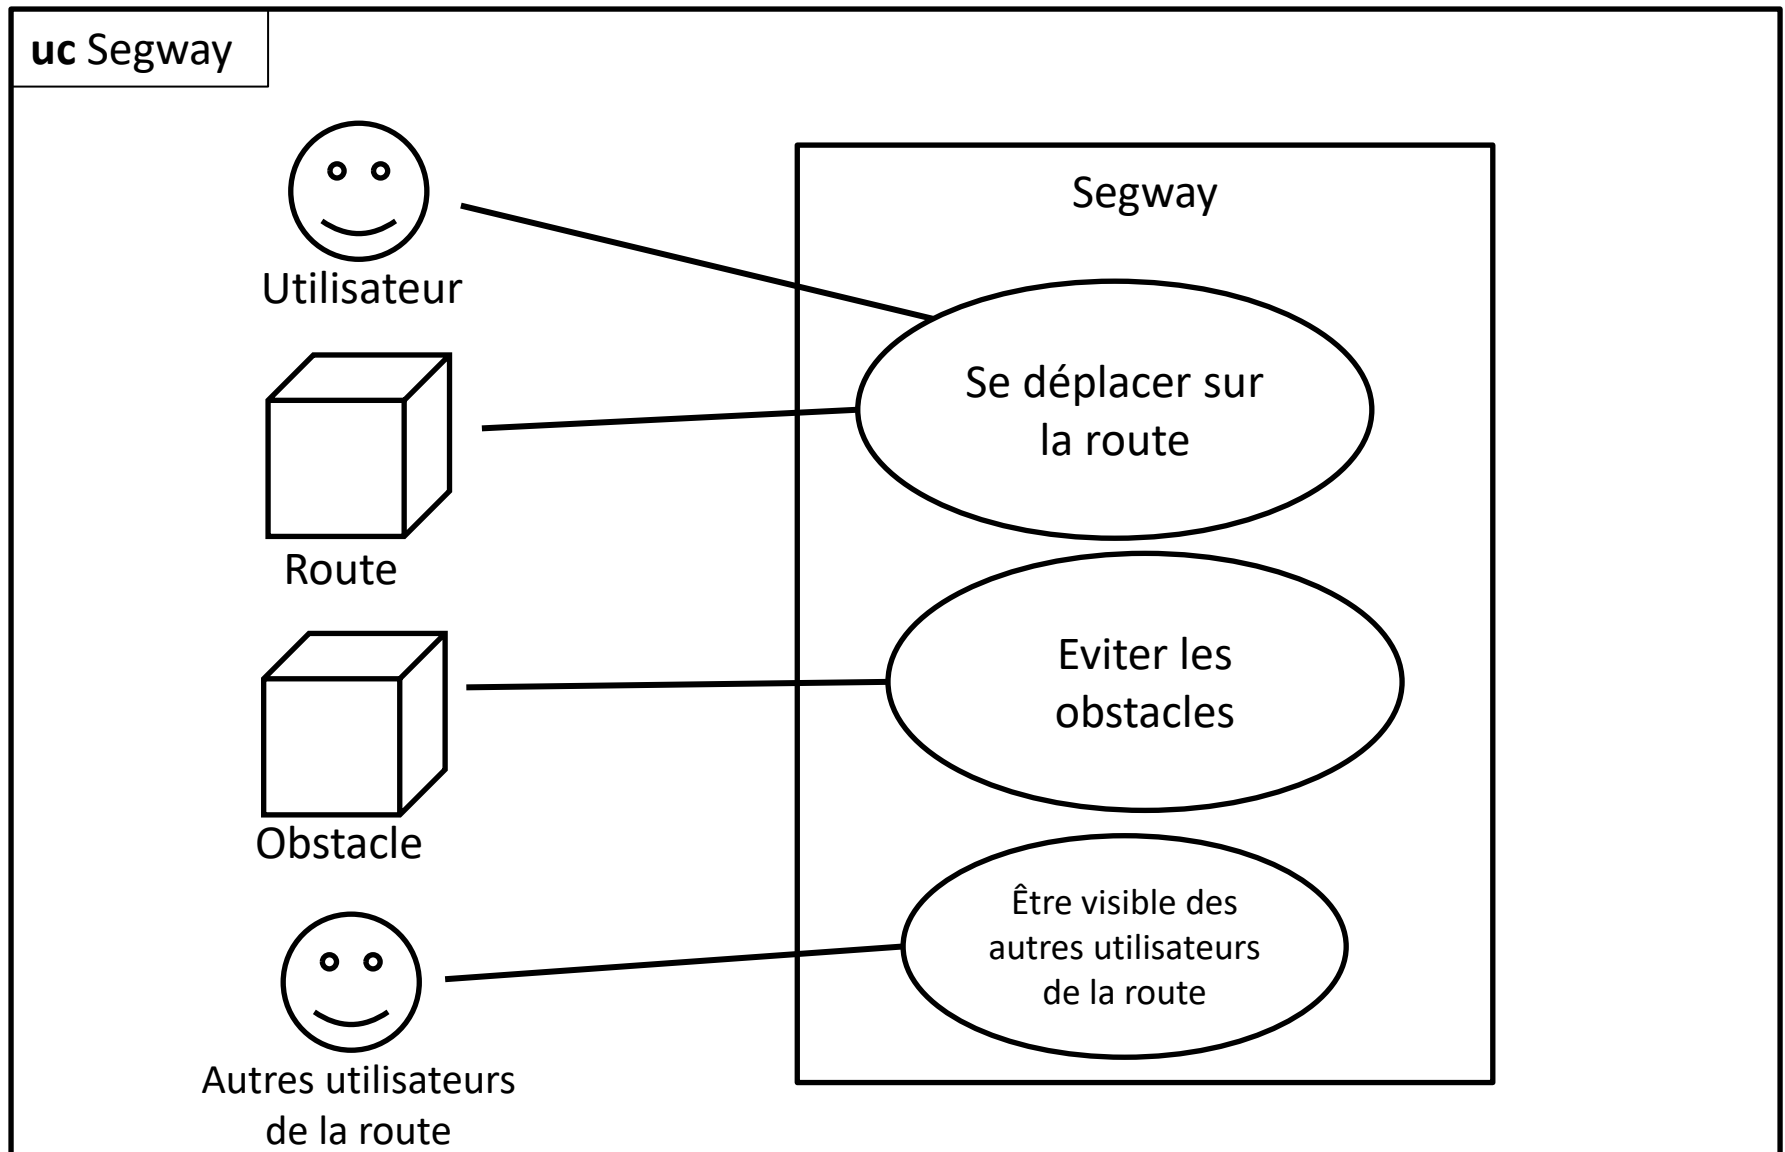 uc Segway
Segway
Utilisateur
Se déplacer sur
la route
Route
Eviter les
obstacles
Obstacle
Être visible des
autres utilisateurs
de la route
Autres utilisateurs
de la route